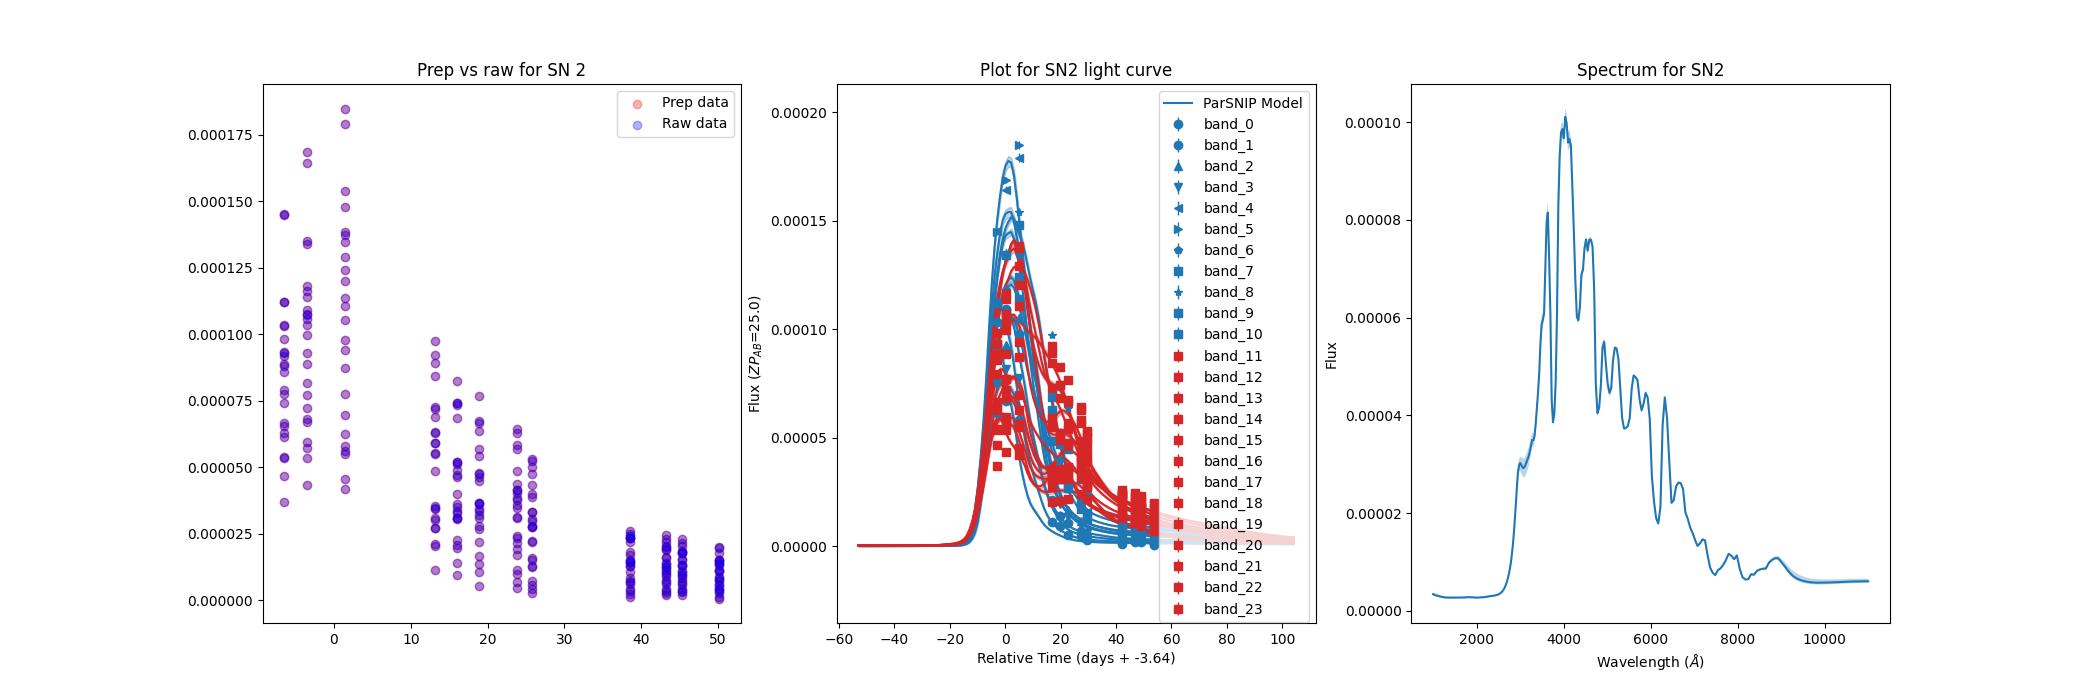 Prep vs raw for SN 2
Prep data
Raw data
0.000175
0.000150
0.000125
0.000100
0.000075
0.000050
0.000025
0.000000
0
10
20
30
40
50
Plot for SN2 light curve
Flux (ZP_AB=25.0)
0.00020
0.00015
0.00010
0.00005
0.00000
ParSNIP Model
band_0
band_1
band_2
band_3
band_4
band_5
band_6
band_7
band_8
band_9
band_10
band_11
band_12
band_13
band_14
band_15
band_16
band_17
band_18
band_19
band_20
band_21
band_22
band_23
−60
−40
−20
0
20
40
60
80
100
Relative Time (days + -3.64)
Spectrum for SN2
Flux
0.00010
0.00008
0.00006
0.00004
0.00002
0.00000
2000
4000
6000
8000
10000
Wavelength (Å)